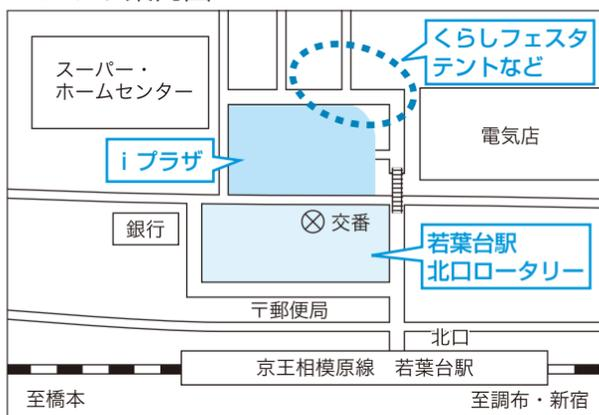 くらしフェスタ
テントなど
スーパー・
ホームセンター
電気店
i プラザ
交番
銀行
若葉台駅
北口ロータリー
〒郵便局
北口
京王相模原線　若葉台駅
至橋本
至調布・新宿